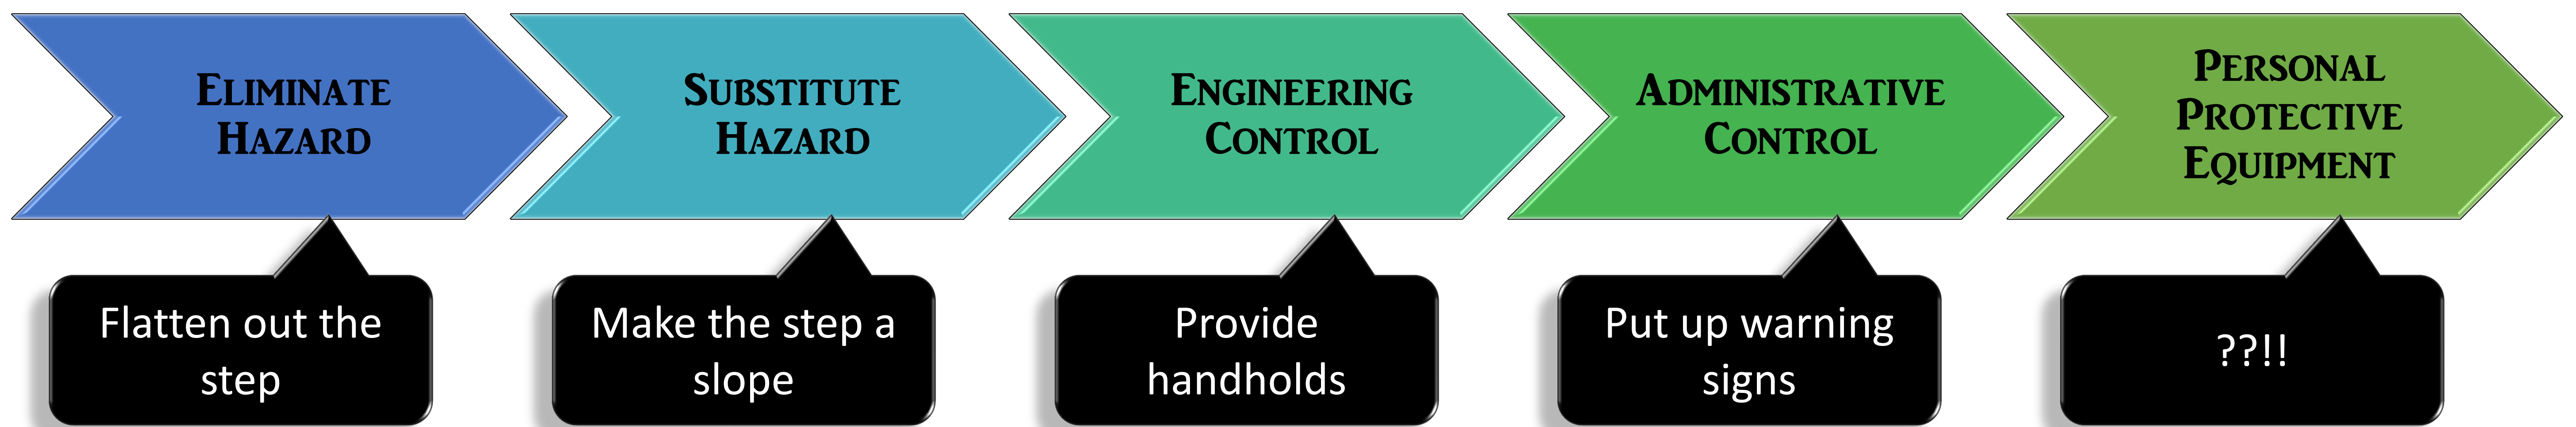 ELIMINATE
HAZARD
SUBSTITUTE
HAZARD
ENGINEERING
CONTROL
ADMINISTRATIVE
CONTROL
PERSONAL
PROTECTIVE
EQUIPMENT
Flatten out the
step
Make the step a
slope
Provide
handholds
Put up warning
signs
??!!